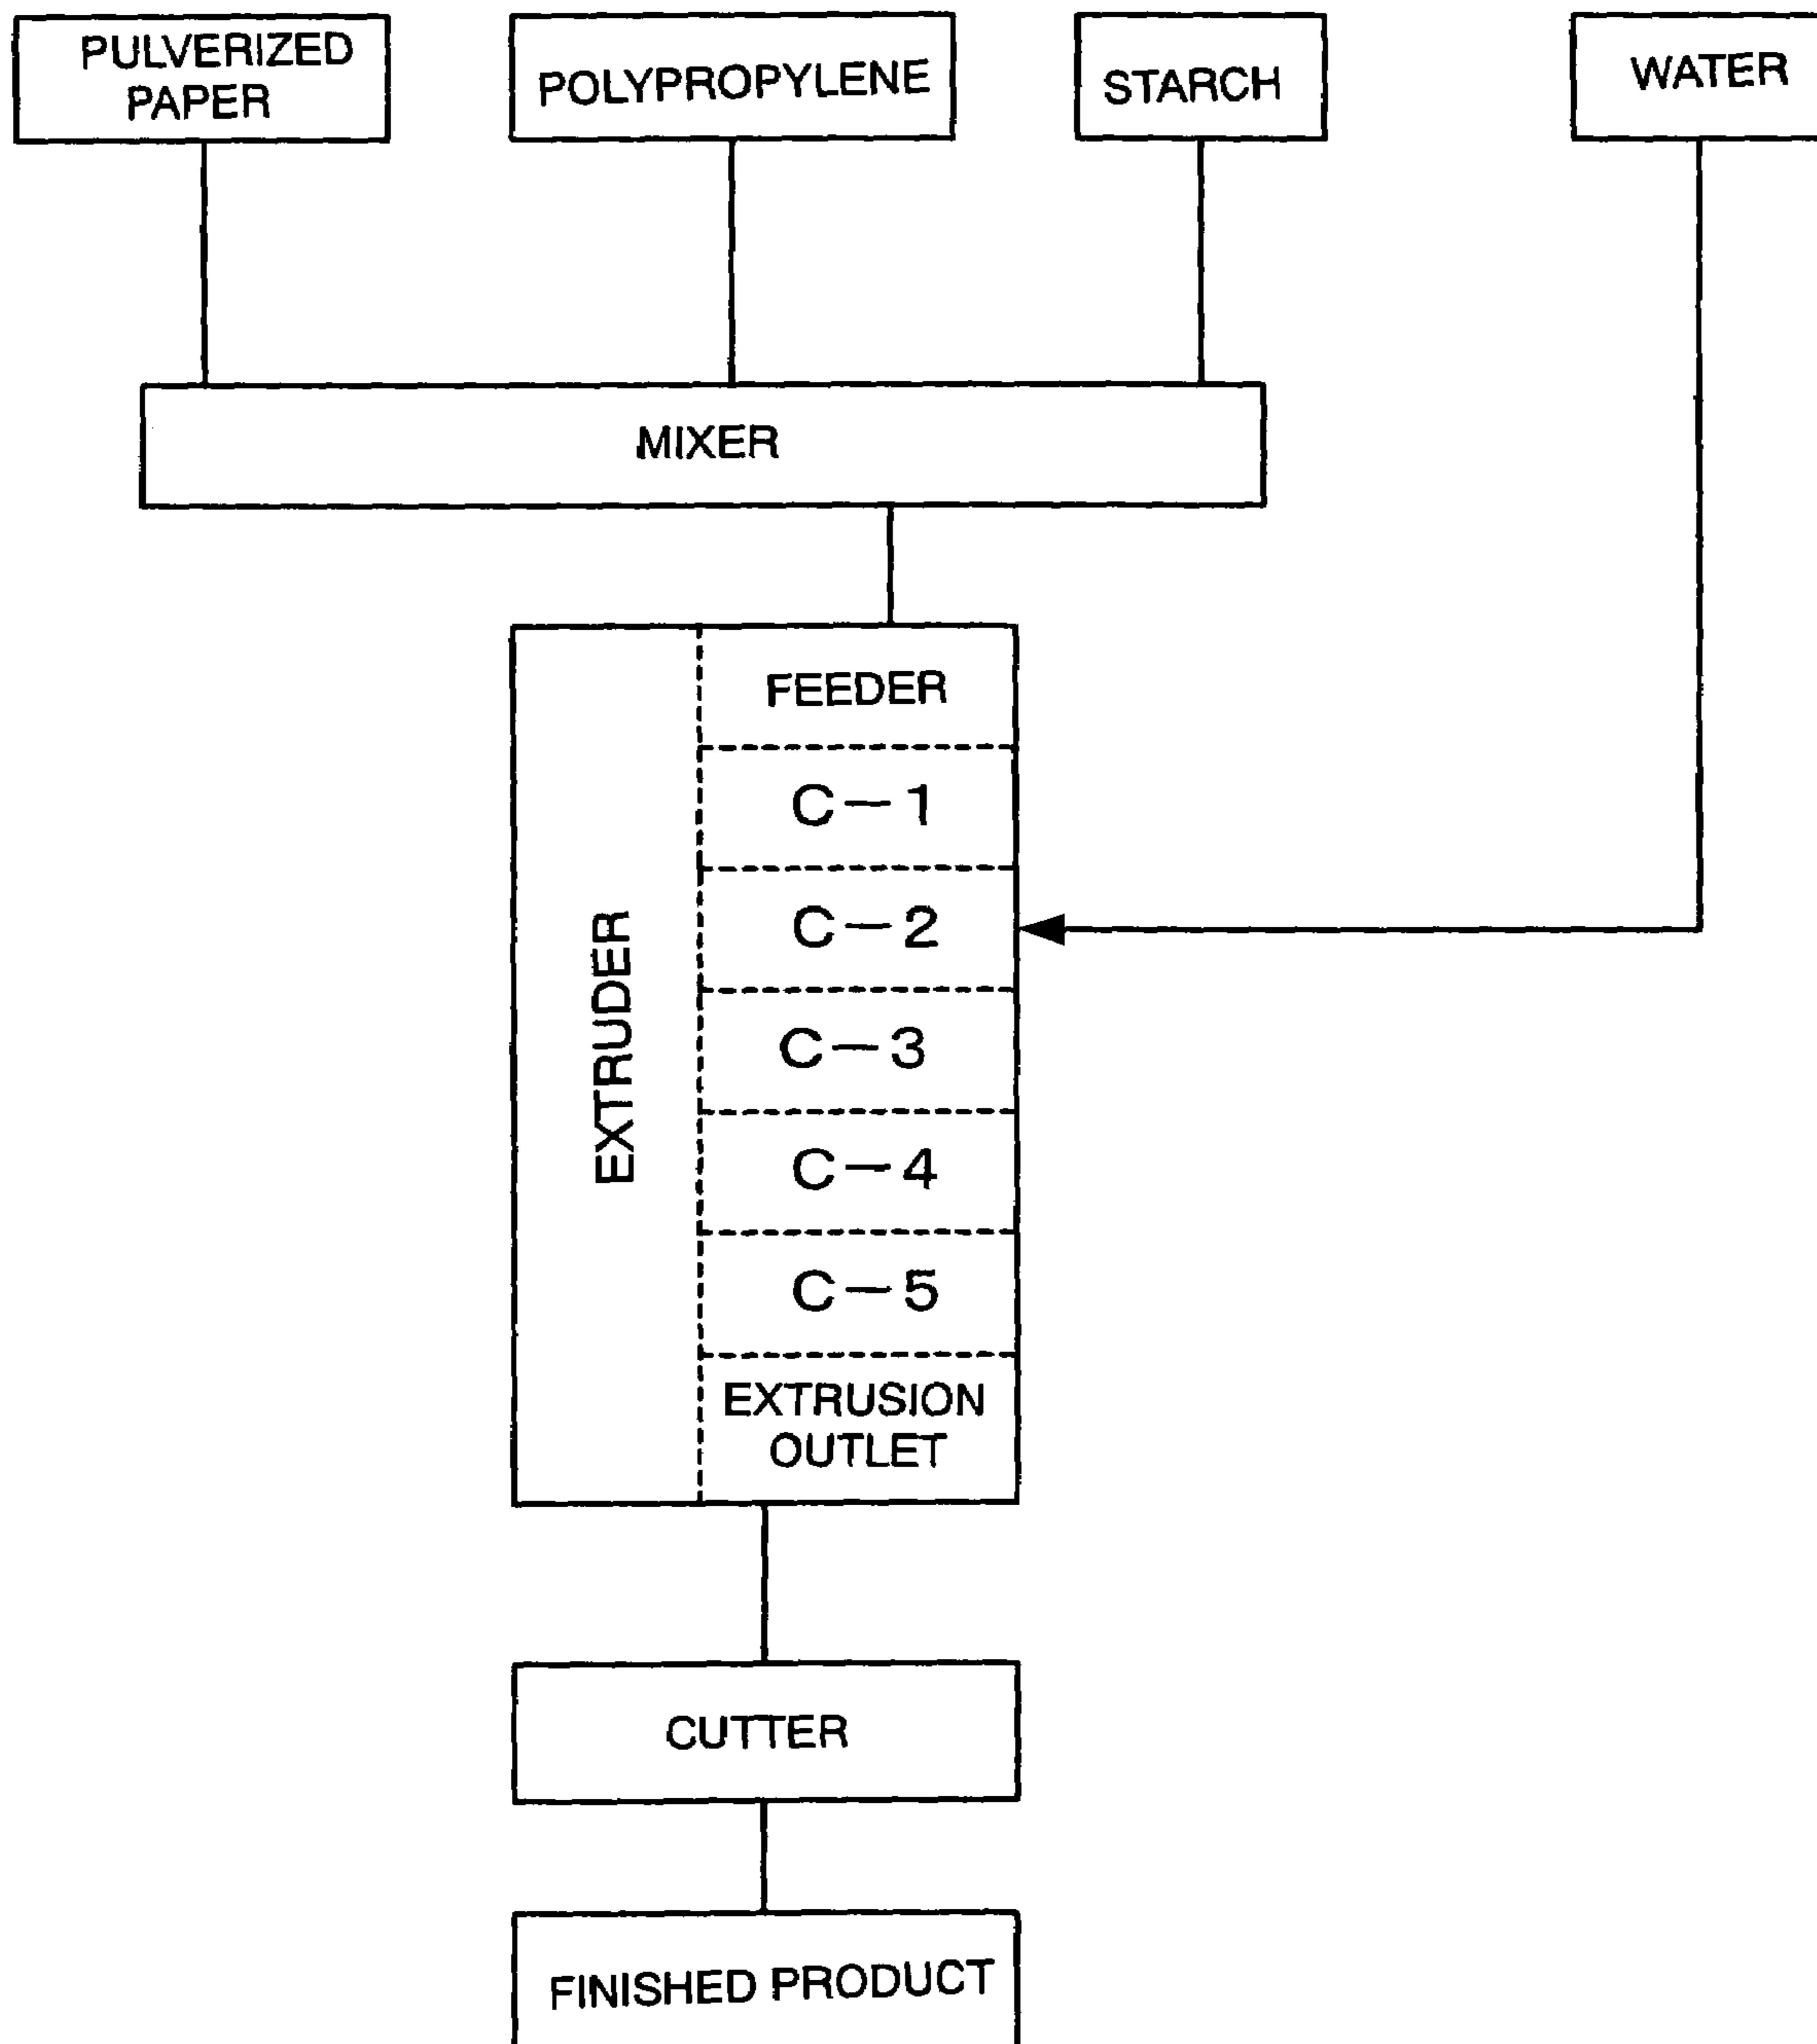 PULVERIZED
PAPER
POLYPROPYLENE
STARCH
WATER
MIXER
EXTRUDER
FEEDER
C-1
C-2
C-3
C-4
C-5
EXTRUSION
OUTLET
CUTTER
FINISHED PRODUCT